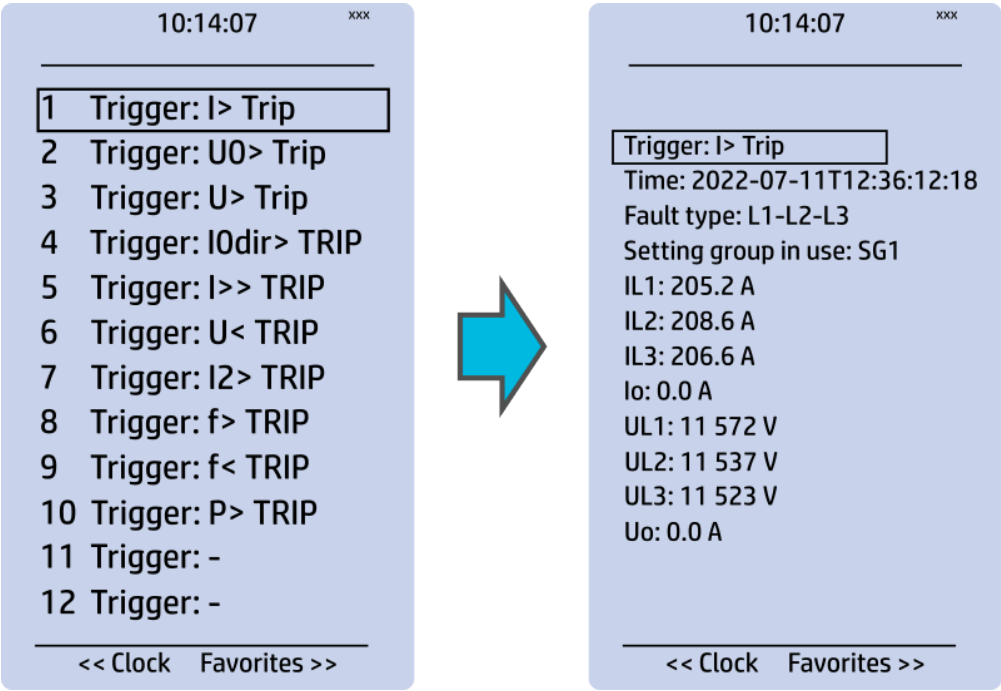 10:14:07 xxx
1 Trigger: I> Trip
2 Trigger: U0> Trip
3 Trigger: U> Trip
4 Trigger: I0dir> TRIP
5 Trigger: I>> TRIP
6 Trigger: U< TRIP
7 Trigger: I2> TRIP
8 Trigger: f> TRIP
9 Trigger: f< TRIP
10 Trigger: P> TRIP
11 Trigger: -
12 Trigger: -
<< Clock Favorites >>
10:14:07 xxx
Trigger: I> Trip
Time: 2022-07-11T12:36:12:18
Fault type: L1-L2-L3
Setting group in use: SG1
IL1: 205.2 A
IL2: 208.6 A
IL3: 206.6 A
Io: 0.0 A
UL1: 11 572 V
UL2: 11 537 V
UL3: 11 523 V
Uo: 0.0 A
<< Clock Favorites >>